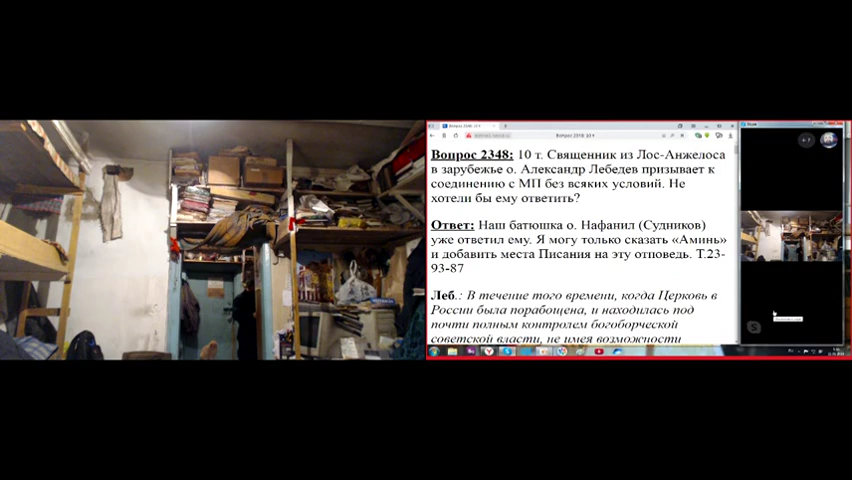 Вопрос 2348: 10 т
Вопрос 2348: 10 т. Священник из Лос-Анжелоса
в зарубежье о. Александр Лебедев призывает к
соединению с МП без всяких условий. Не
хотели бы ему ответить?
Ответ: Наш батюшка о. Нафанил (Судников)
уже ответил ему. Я могу только сказать «Аминь»
и добавить места Писания на эту отповедь. Т.23-
93-87
Леб.: В течение того времени, когда Церковь в
России была порабощена, и находилась под
почти полным контролем богоборческой
советской власти, не имея возможности